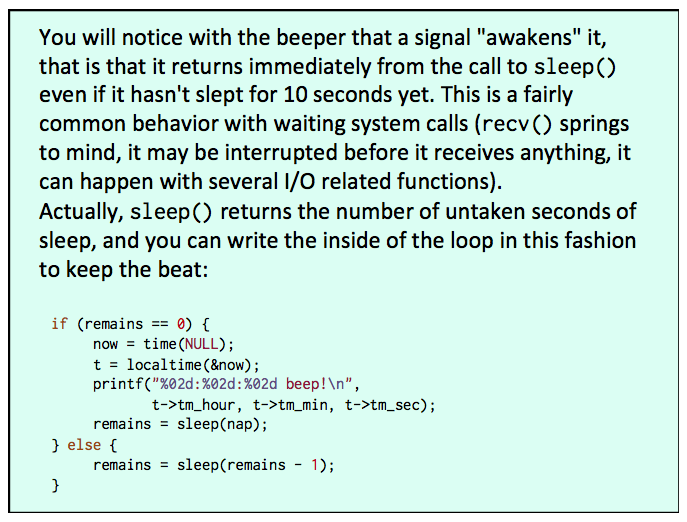 You will notice with the beeper that a signal "awakens" it,
that is that it returns immediately from the call to sleep()
even if it hasn't slept for 10 seconds yet. This is a fairly
common behavior with waiting system calls (recv() springs
to mind, it may be interrupted before it receives anything, it
can happen with several I/O related functions).
Actually, sleep() returns the number of untaken seconds of
sleep, and you can write the inside of the loop in this fashion
to keep the beat:
if (remains == 0) {
now = time(NULL);
t = localtime(&now);
printf("%02d:%02d:%02d beep!\n",
t->tm_hour, t->tm_min, t->tm_sec);
remains = sleep(nap);
} else {
remains = sleep(remains - 1);
}